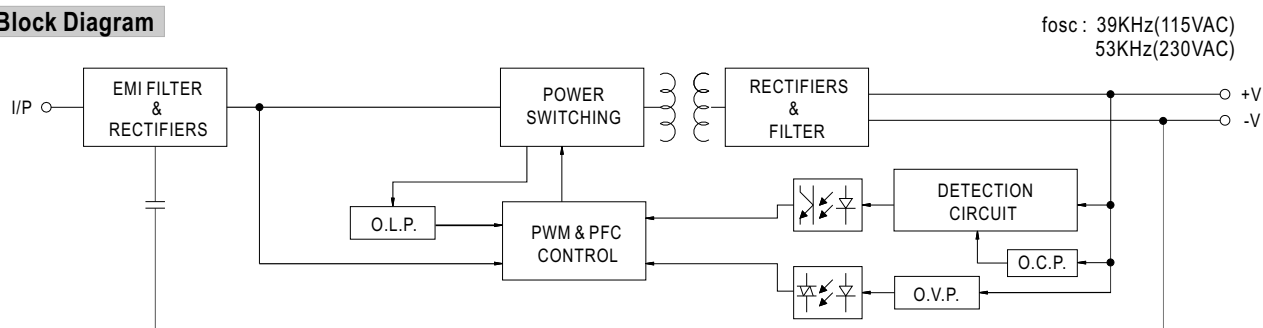 Block Diagram
fosc : 39KHz(115VAC)
53KHz(230VAC)
I/P
EMI FILTER
&
RECTIFIERS
POWER
SWITCHING
RECTIFIERS
&
FILTER
+V
-V
O.L.P.
PWM & PFC
CONTROL
DETECTION
CIRCUIT
O.C.P.
O.V.P.